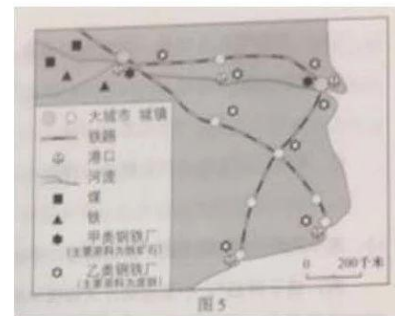 大城市 城镇
铁路
港口
河流
煤
铁
甲类钢铁厂
(主要原料为铁矿石)
乙类钢铁厂
(主要原料为废钢)
0 200千米
图5